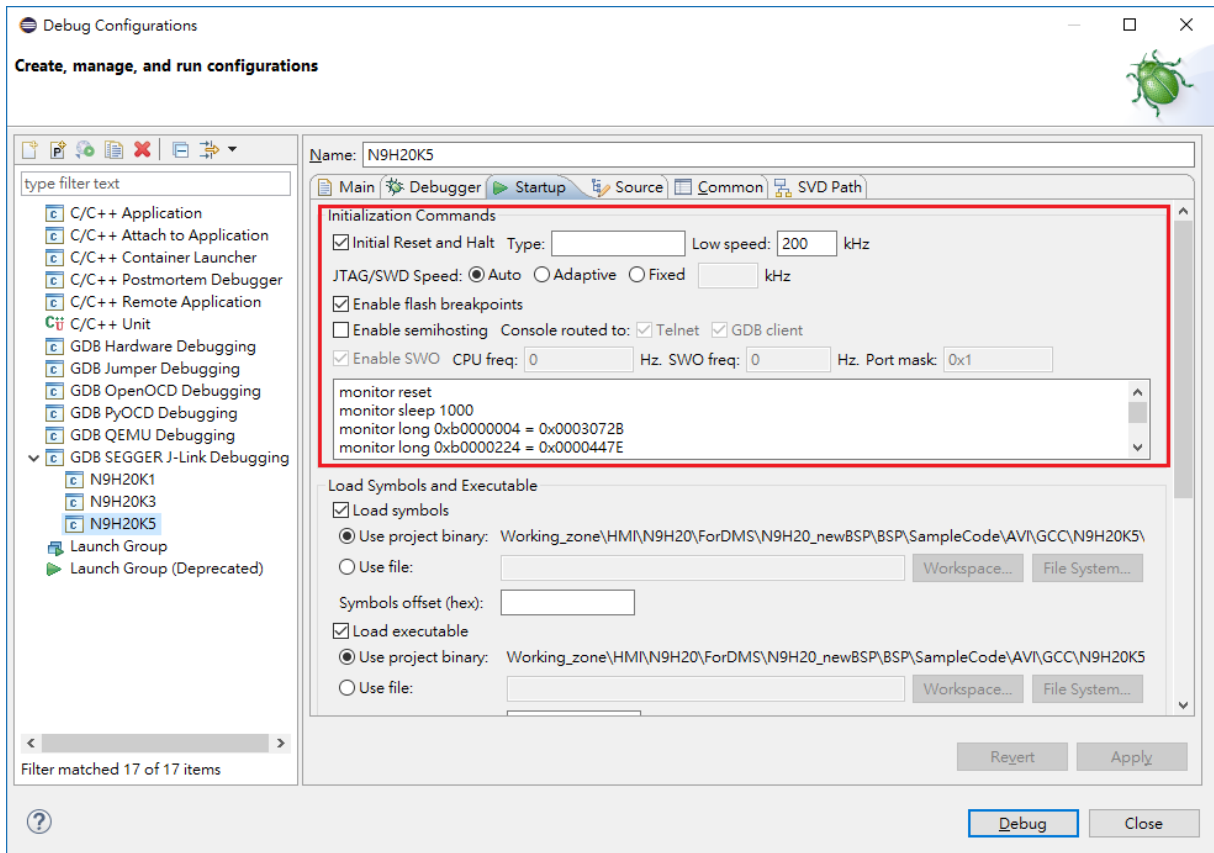 Debug Configurations
Create, manage, and run configurations
type filter text
C/C++ Application
C/C++ Attach to Application
C/C++ Container Launcher
C/C++ Postmortem Debugger
C/C++ Remote Application
C/C++ Unit
GDB Hardware Debugging
GDB Jumper Debugging
GDB OpenOCD Debugging
GDB PyOCD Debugging
GDB QEMU Debugging
GDB SEGGER J-Link Debugging
N9H20K1
N9H20K3
N9H20K5
Launch Group
Launch Group (Deprecated)
Filter matched 17 of 17 items
Name: N9H20K5
Main Debugger Startup Source Common SVD Path
Initialization Commands
Initial Reset and Halt Type: Low speed: 200 kHz
JTAG/SWD Speed: Auto Adaptive Fixed kHz
Enable flash breakpoints
Enable semihosting Console routed to: Telnet GDB client
Enable SWO CPU freq: 0 Hz. SWO freq: 0 Hz. Port mask: 0x1
monitor reset
monitor sleep 1000
monitor long 0xb0000004 = 0x0003072B
monitor long 0xb0000224 = 0x0000447E
Load Symbols and Executable
Load symbols
Use project binary: Working_zone\HMI\N9H20\ForDMS\N9H20_newBSP\BSP\SampleCode\AVI\GCC\N9H20K5\
Use file: Workspace... File System...
Symbols offset (hex):
Load executable
Use project binary: Working_zone\HMI\N9H20\ForDMS\N9H20_newBSP\BSP\SampleCode\AVI\GCC\N9H20K5
Use file: Workspace... File System...
Revert Apply
Debug Close